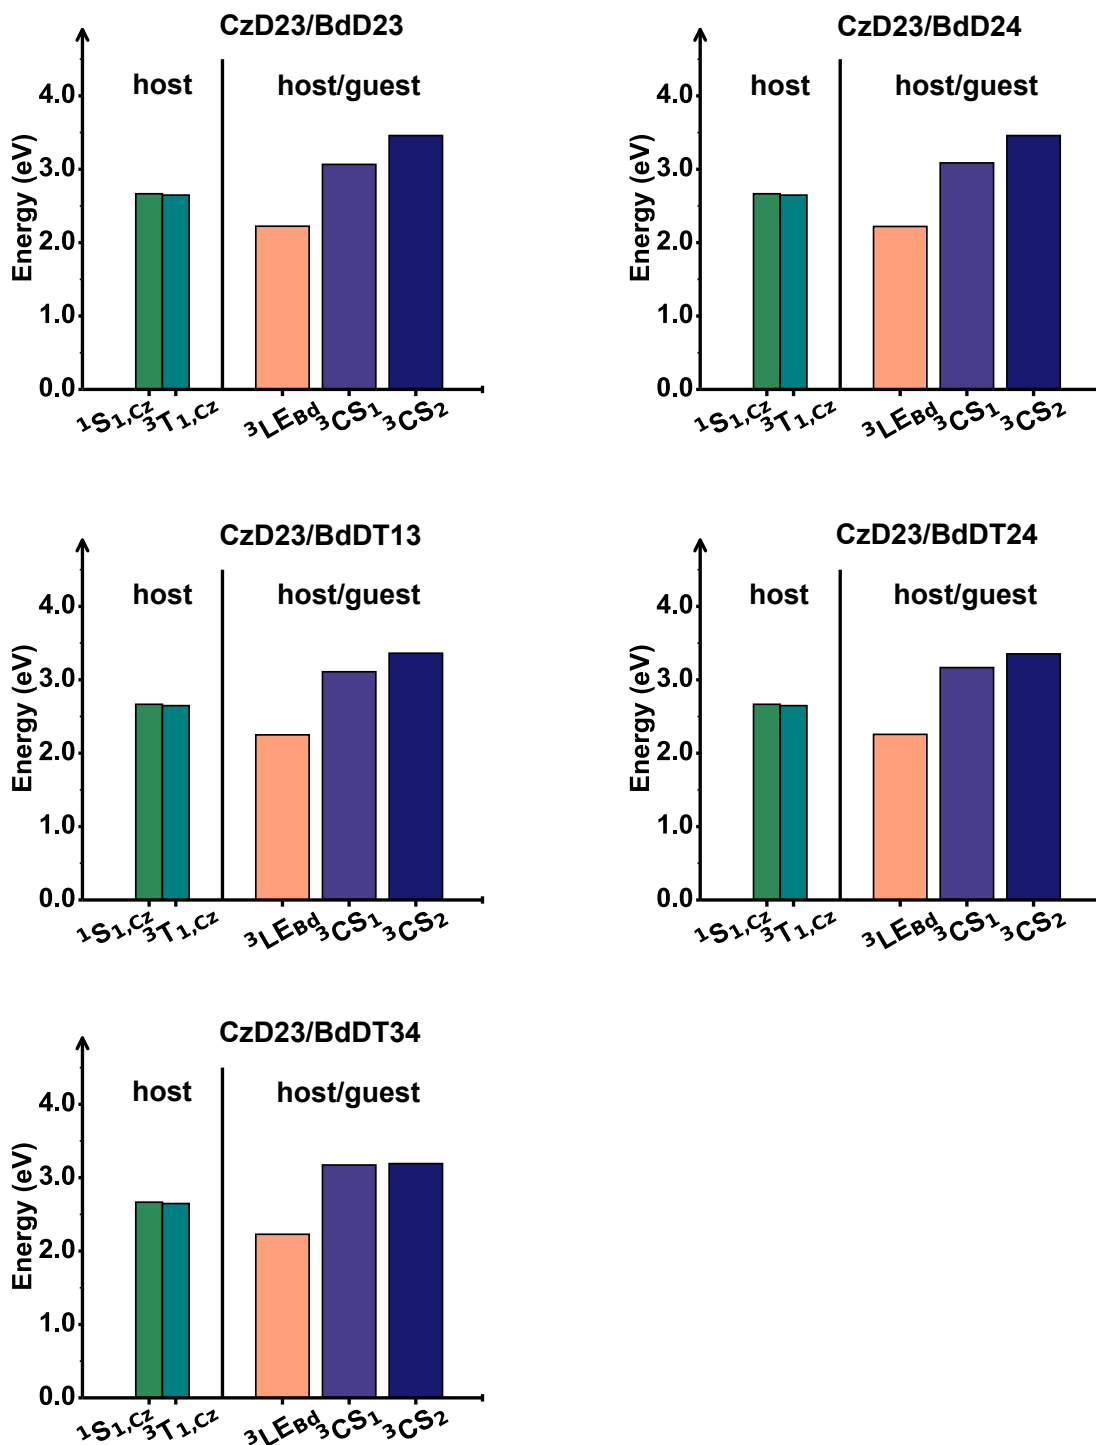 CzD23/BdD23
host
host/guest
Energy (eV)
4.0
3.0
2.0
1.0
0.0
¹S₁,Cz
³T₁,Cz
³LEBd
³CS₁
³CS₂
CzD23/BdD24
host
host/guest
Energy (eV)
4.0
3.0
2.0
1.0
0.0
¹S₁,Cz
³T₁,Cz
³LEBd
³CS₁
³CS₂
CzD23/BdDT13
host
host/guest
Energy (eV)
4.0
3.0
2.0
1.0
0.0
¹S₁,Cz
³T₁,Cz
³LEBd
³CS₁
³CS₂
CzD23/BdDT24
host
host/guest
Energy (eV)
4.0
3.0
2.0
1.0
0.0
¹S₁,Cz
³T₁,Cz
³LEBd
³CS₁
³CS₂
CzD23/BdDT34
host
host/guest
Energy (eV)
4.0
3.0
2.0
1.0
0.0
¹S₁,Cz
³T₁,Cz
³LEBd
³CS₁
³CS₂